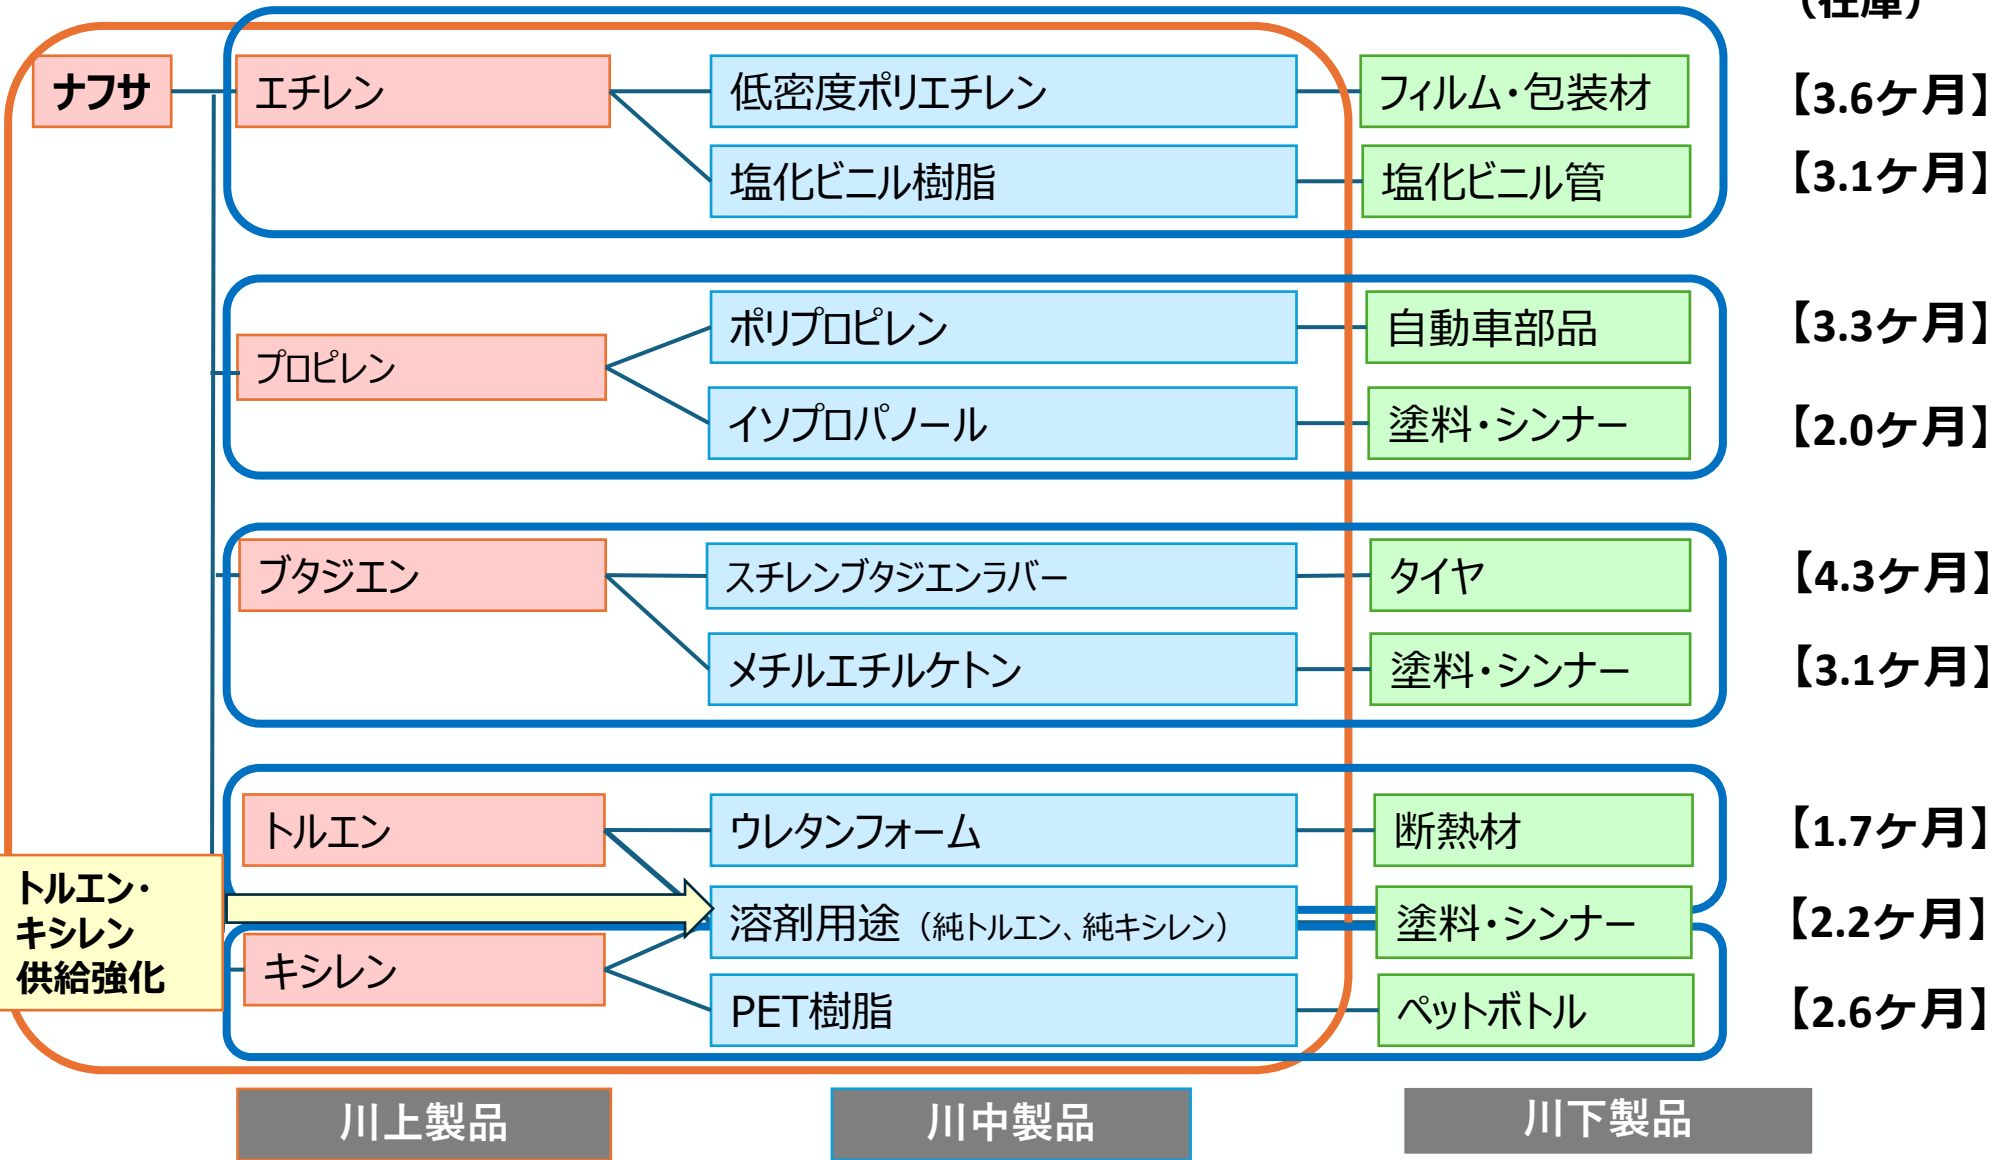 （在庫）
ナフサ
エチレン
低密度ポリエチレン
フィルム・包装材
【3.6ケ月】
塩化ビニル樹脂
塩化ビニル管
【3.1ケ月】
プロピレン
ポリプロピレン
自動車部品
【3.3ケ月】
イソプロパノール
塗料・シンナー
【2.0ケ月】
ブタジエン
スチレンブタジエンラバー
タイヤ
【4.3ケ月】
メチルエチルケトン
塗料・シンナー
【3.1ケ月】
トルエン
ウレタンフォーム
断熱材
【1.7ケ月】
トルエン・
キシレン
供給強化
溶剤用途（純トルエン、純キシレン）
塗料・シンナー
【2.2ケ月】
キシレン
PET樹脂
ペットボトル
【2.6ケ月】
川上製品
川中製品
川下製品